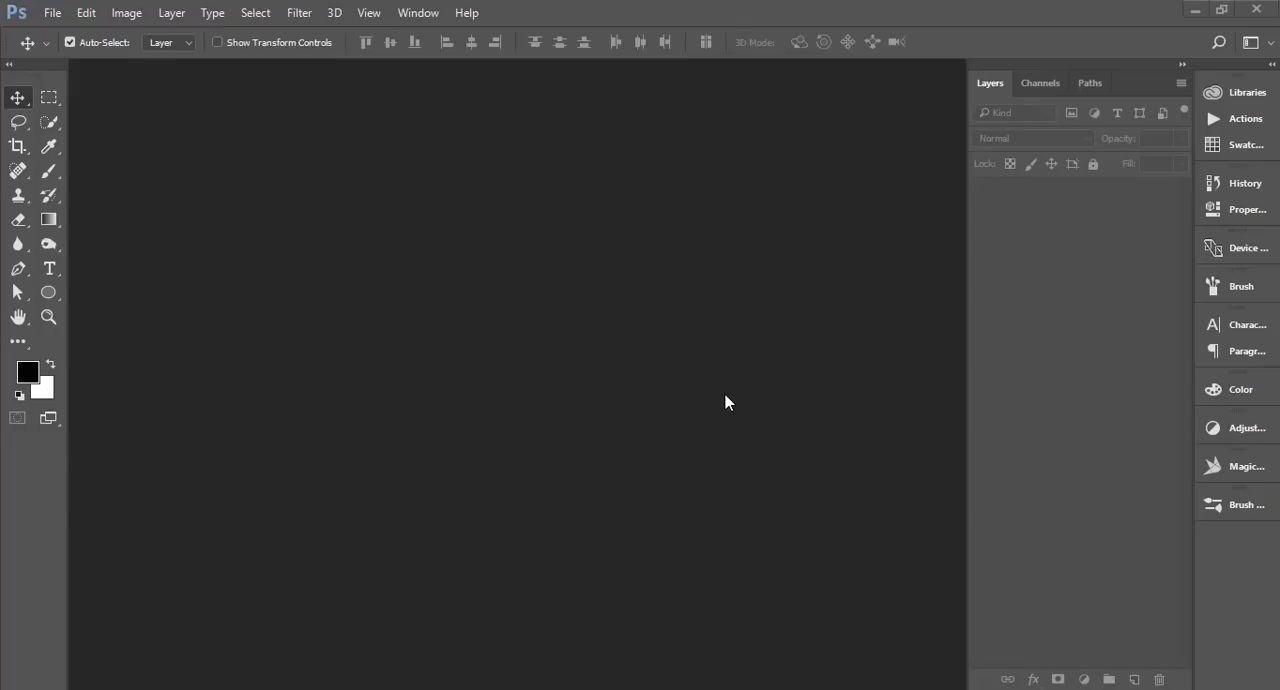 Ps File Edit Image Layer Type Select Filter 3D View Window Help
Auto-Select: Layer Show Transform Controls 3D Mode:
Layers Channels Paths
Kind
Normal Opacity:
Lock: Fill:
Libraries
Actions
Swatc...
History
Proper...
Device ...
Brush
Charac...
Paragr...
Color
Adjust...
Magic...
Brush ...